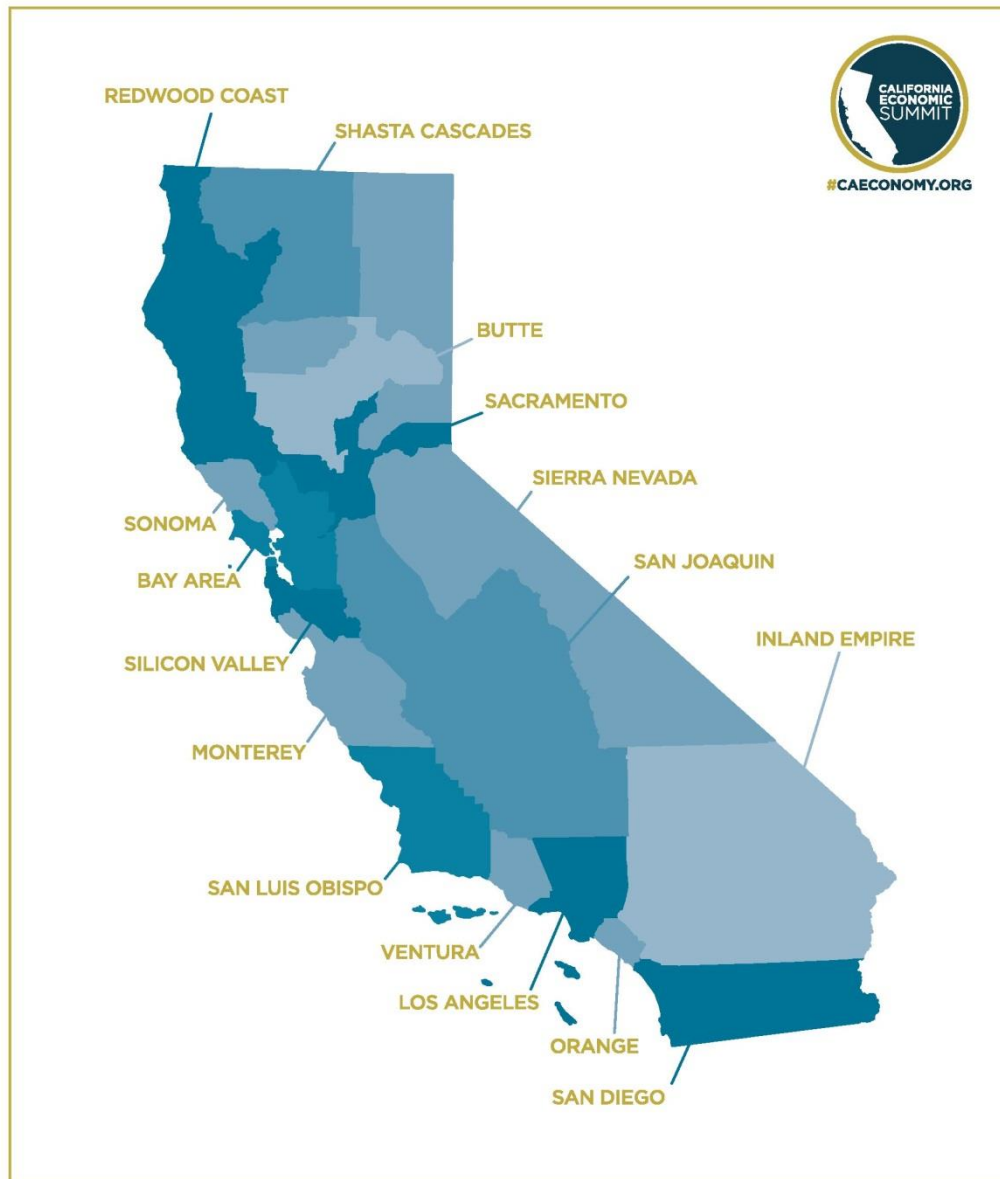 CALIFORNIA
ECONOMIC
SUMMIT
#CAECONOMY.ORG
REDWOOD COAST
SHASTA CASCADES
BUTTE
SACRAMENTO
SIERRA NEVADA
SONOMA
SAN JOAQUIN
BAY AREA
INLAND EMPIRE
SILICON VALLEY
MONTEREY
SAN LUIS OBISPO
VENTURA
LOS ANGELES
ORANGE
SAN DIEGO